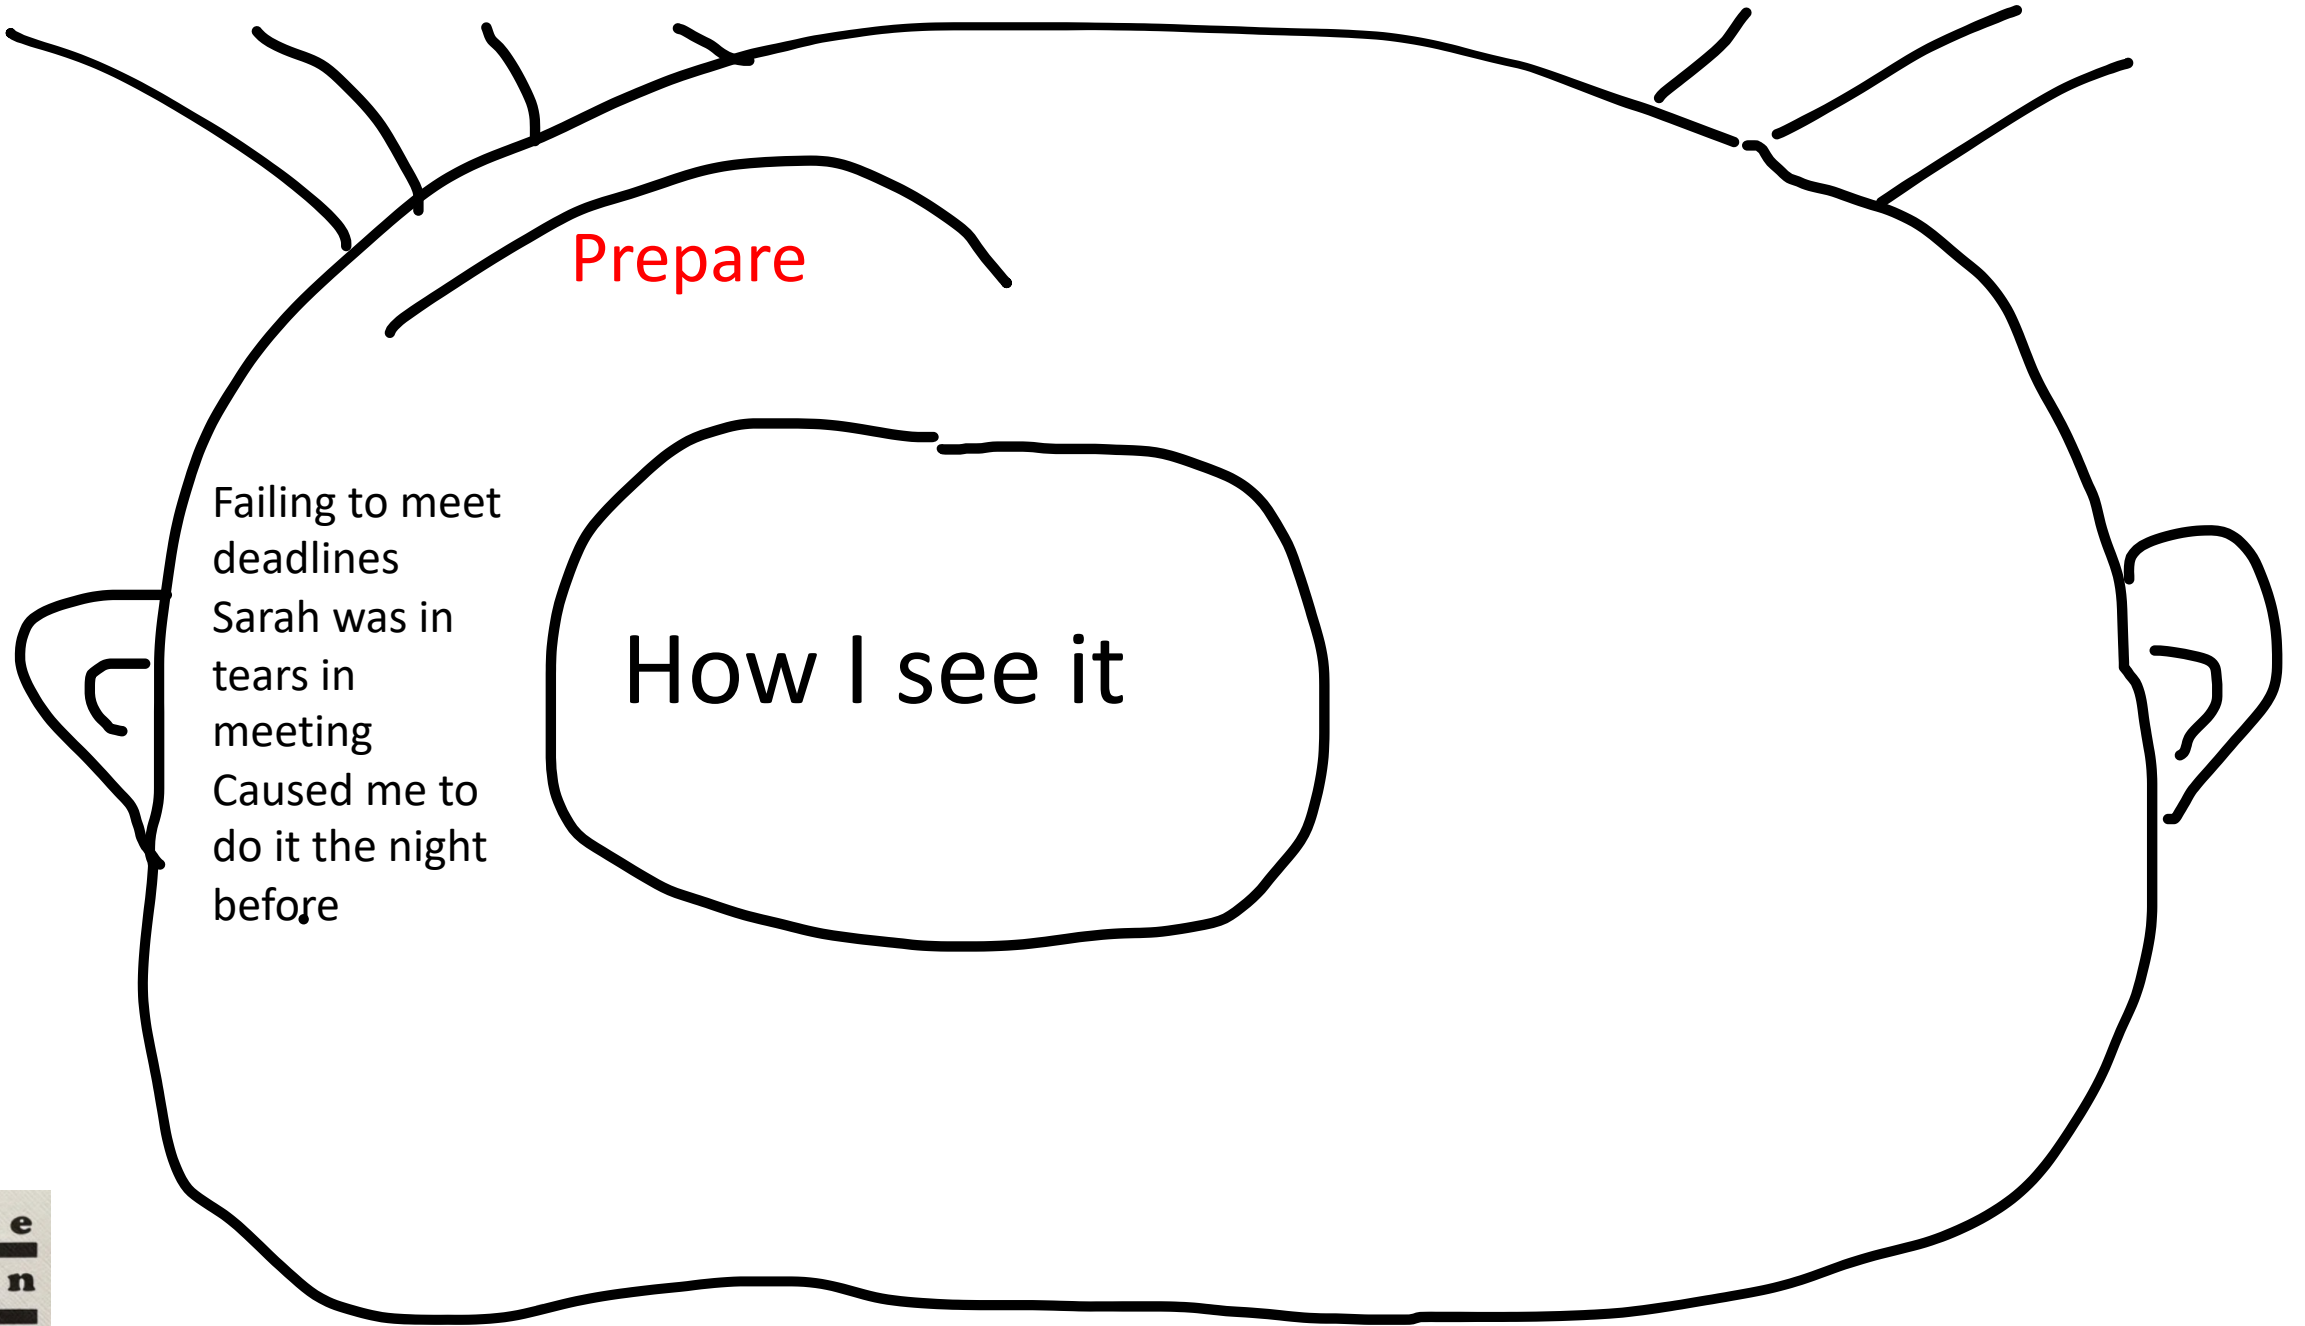 Prepare
Failing to meet
deadlines
Sarah was in
tears in
meeting
Caused me to
do it the night
before
How I see it
e
n